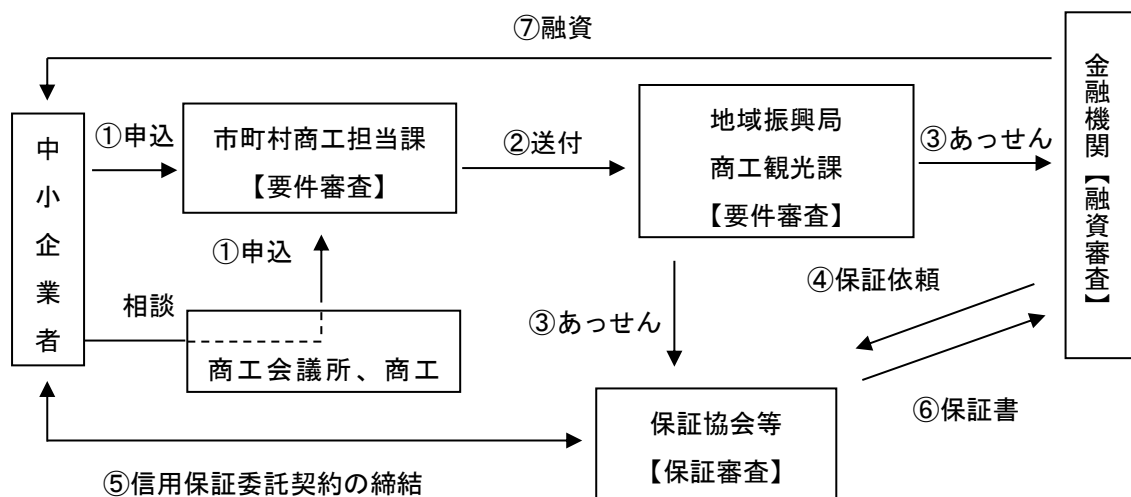 ⑦融資
中小企業者
①申込
市町村商工担当課
【要件審査】
②送付
地域振興局
商工観光課
【要件審査】
③あっせん
金融機関【融資審査】
①申込
相談
商工会議所、商工
③あっせん
④保証依頼
⑥保証書
保証協会等
【保証審査】
⑤信用保証委託契約の締結